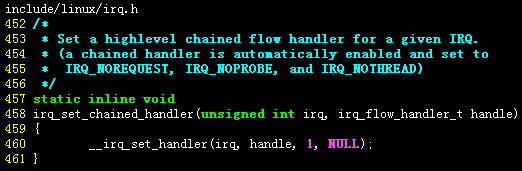 include/linux/irq.h
452 /*
453  * Set a highlevel chained flow handler for a given IRQ.
454  * (a chained handler is automatically enabled and set to
455  *  IRQ_NOREQUEST, IRQ_NOPROBE, and IRQ_NOTHREAD)
456  */
457 static inline void
458 irq_set_chained_handler(unsigned int irq, irq_flow_handler_t handle)
459 {
460         __irq_set_handler(irq, handle, 1, NULL);
461 }